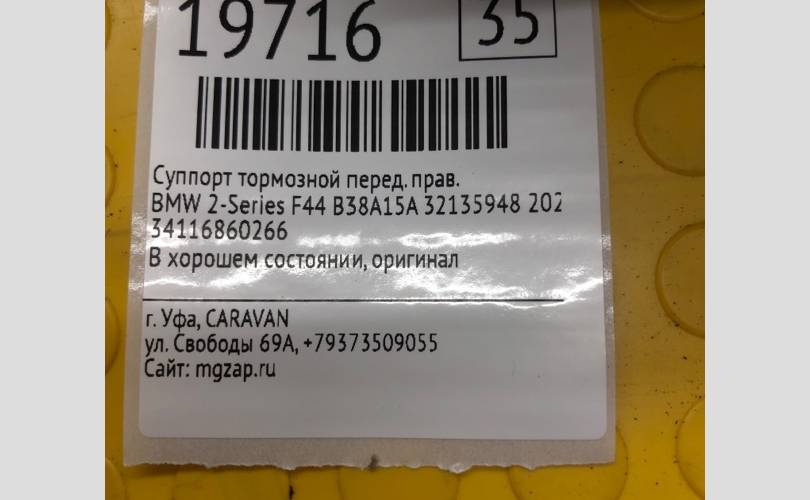 19716
35
Суппорт тормозной перед. прав.
BMW 2-Series F44 B38A15A 32135948 202
34116860266
В хорошем состоянии, оригинал
г. Уфа, CARAVAN
ул. Свободы 69А, +79373509055
Сайт: mgzap.ru